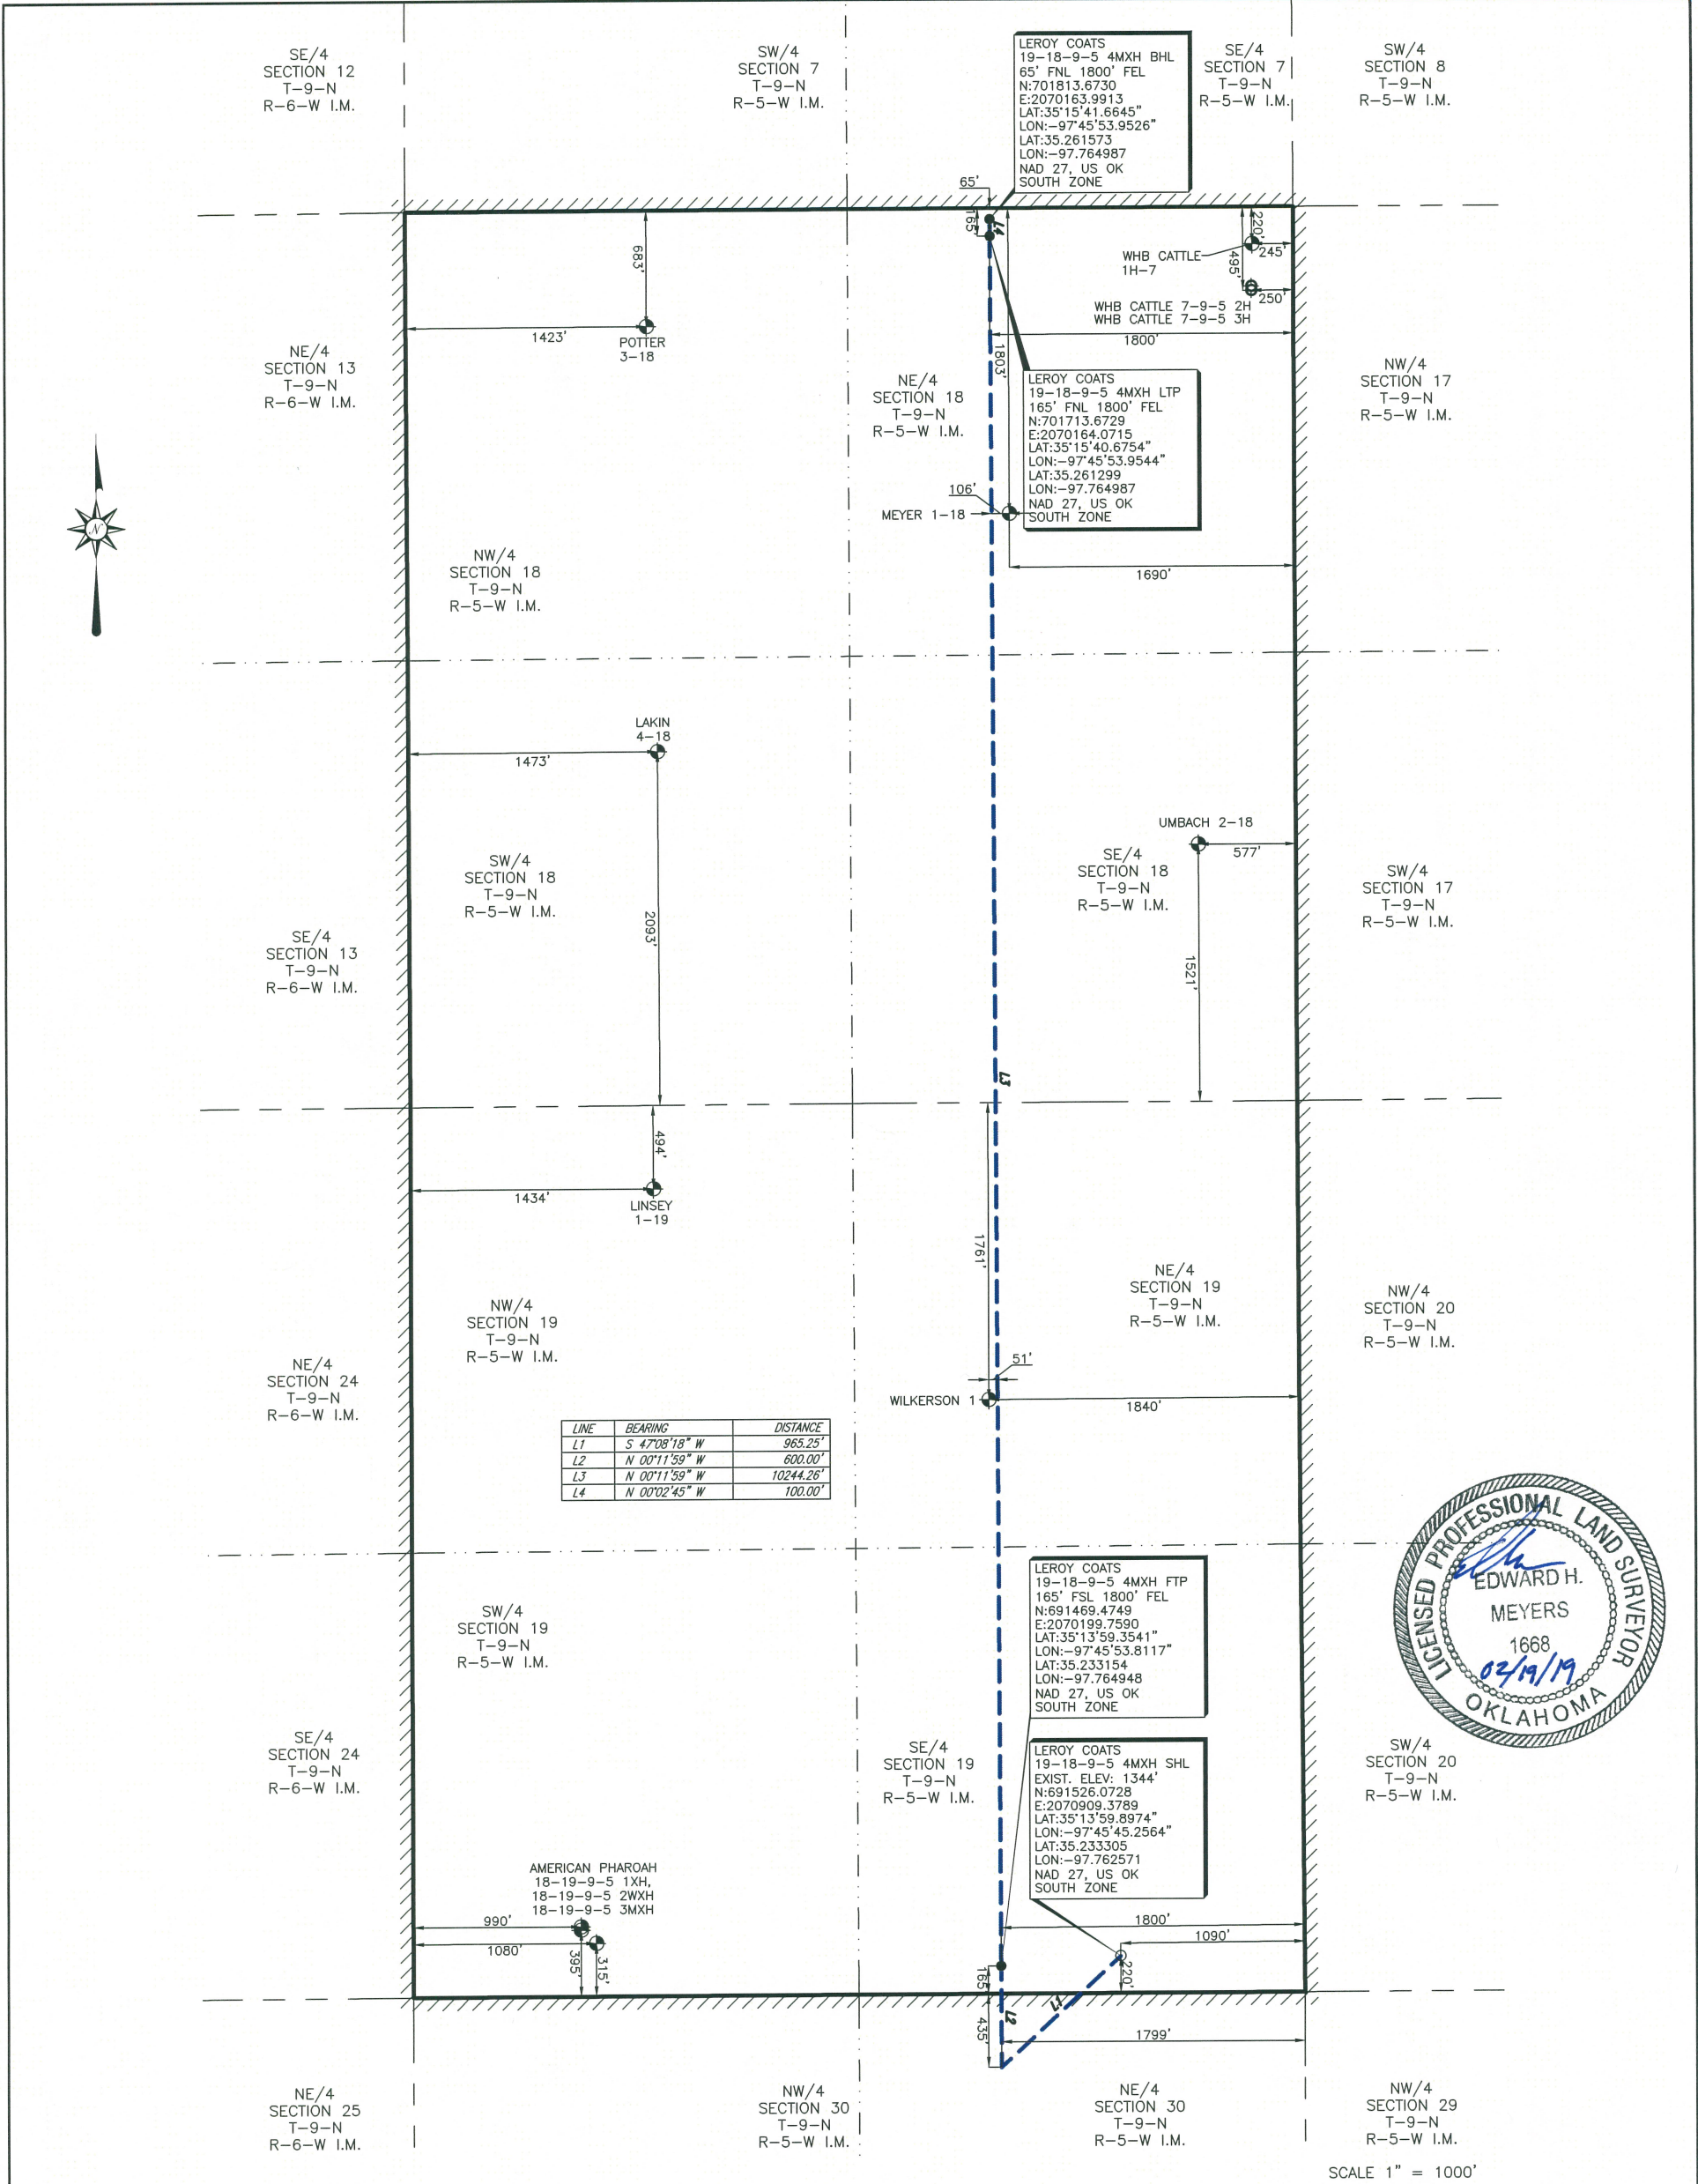 SE/4
SECTION 12
T-9-N
R-6-W I.M.
SW/4
SECTION 7
T-9-N
R-5-W I.M.
LEROY COATS
19-18-9-5 4MXH BHL
65' FNL 1800' FEL
N:701813.6730
E:2070163.9913
LAT:35°15'41.6645"
LON:-97°45'53.9526"
LAT:35.261573
LON:-97.764987
NAD 27, US OK
SOUTH ZONE
SE/4
SECTION 7
T-9-N
R-5-W I.M.
SW/4
SECTION 8
T-9-N
R-5-W I.M.
65'
165'
L4
220'
245'
495'
250'
WHB CATTLE
1H-7
WHB CATTLE 7-9-5 2H
WHB CATTLE 7-9-5 3H
1800'
683'
1423'
POTTER
3-18
NE/4
SECTION 13
T-9-N
R-6-W I.M.
NE/4
SECTION 18
T-9-N
R-5-W I.M.
1803'
LEROY COATS
19-18-9-5 4MXH LTP
165' FNL 1800' FEL
N:701713.6729
E:2070164.0715
LAT:35°15'40.6754"
LON:-97°45'53.9544"
LAT:35.261299
LON:-97.764987
NAD 27, US OK
SOUTH ZONE
NW/4
SECTION 17
T-9-N
R-5-W I.M.
N
106'
MEYER 1-18
1690'
NW/4
SECTION 18
T-9-N
R-5-W I.M.
LAKIN
4-18
1473'
2093'
UMBACH 2-18
577'
1521'
SW/4
SECTION 18
T-9-N
R-5-W I.M.
SE/4
SECTION 18
T-9-N
R-5-W I.M.
SW/4
SECTION 17
T-9-N
R-5-W I.M.
SE/4
SECTION 13
T-9-N
R-6-W I.M.
L3
494'
1434'
LINSEY
1-19
1761'
NW/4
SECTION 19
T-9-N
R-5-W I.M.
NE/4
SECTION 19
T-9-N
R-5-W I.M.
NW/4
SECTION 20
T-9-N
R-5-W I.M.
NE/4
SECTION 24
T-9-N
R-6-W I.M.
51'
WILKERSON 1
1840'
LINE BEARING DISTANCE
L1 S 47°08'18" W 965.25'
L2 N 00°11'59" W 600.00'
L3 N 00°11'59" W 10244.26'
L4 N 00°02'45" W 100.00'
LICENSED PROFESSIONAL LAND SURVEYOR
EDWARD H.
MEYERS
1668
02/19/19
OKLAHOMA
LEROY COATS
19-18-9-5 4MXH FTP
165' FSL 1800' FEL
N:691469.4749
E:2070199.7590
LAT:35°13'59.3541"
LON:-97°45'53.8117"
LAT:35.233154
LON:-97.764948
NAD 27, US OK
SOUTH ZONE
SW/4
SECTION 19
T-9-N
R-5-W I.M.
SE/4
SECTION 24
T-9-N
R-6-W I.M.
SE/4
SECTION 19
T-9-N
R-5-W I.M.
LEROY COATS
19-18-9-5 4MXH SHL
EXIST. ELEV: 1344'
N:691526.0728
E:2070909.3789
LAT:35°13'59.8974"
LON:-97°45'45.2564"
LAT:35.233305
LON:-97.762571
NAD 27, US OK
SOUTH ZONE
SW/4
SECTION 20
T-9-N
R-5-W I.M.
AMERICAN PHAROAH
18-19-9-5 1XH,
18-19-9-5 2WXH
18-19-9-5 3MXH
990'
1080'
395'
315'
1800'
1090'
220'
165'
L1
L2
435'
1799'
NE/4
SECTION 25
T-9-N
R-6-W I.M.
NW/4
SECTION 30
T-9-N
R-5-W I.M.
NE/4
SECTION 30
T-9-N
R-5-W I.M.
NW/4
SECTION 29
T-9-N
R-5-W I.M.
SCALE 1" = 1000'